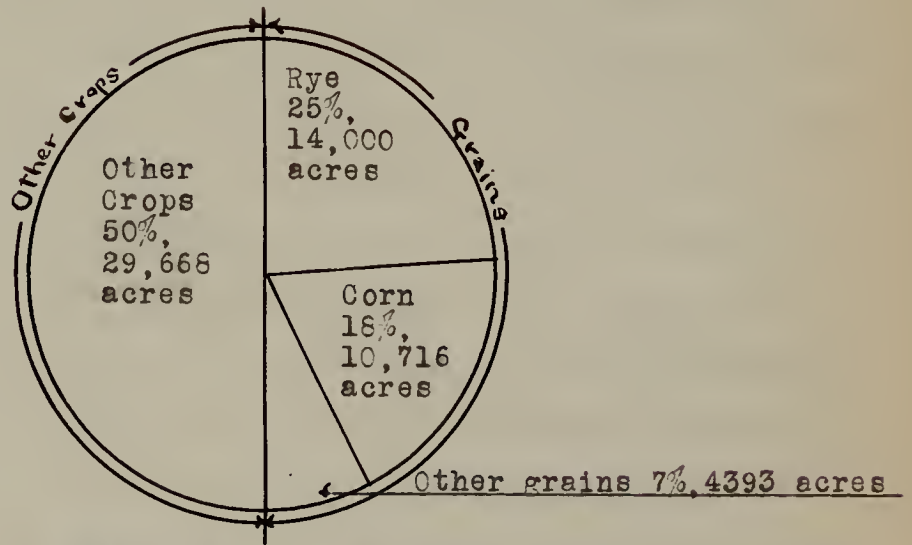 Other Crops
Grains
Rye
25%,
14,000
acres
Other
Crops
50%,
29,668
acres
Corn
18%,
10,716
acres
Other grains 7%,4393 acres